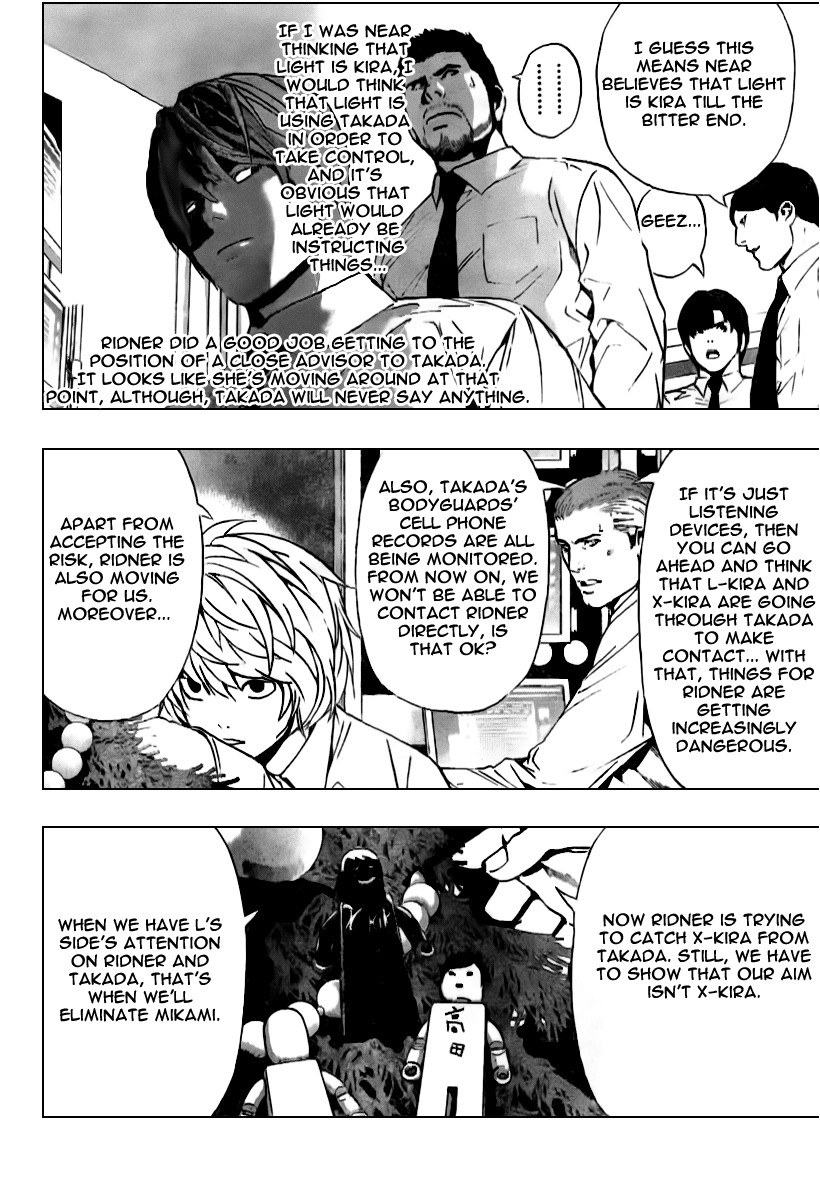 I GUESS THIS
MEANS NEAR
BELIEVES THAT LIGHT
IS KIRA TILL THE
BITTER END.
GEEZ...
IF I WAS NEAR
THINKING THAT
LIGHT IS KIRA, I
WOULD THINK
THAT LIGHT IS
USING TAKADA
IN ORDER TO
TAKE CONTROL,
AND IT'S
OBVIOUS THAT
LIGHT WOULD
ALREADY BE
INSTRUCTING
THINGS...
RIDNER DID A GOOD JOB GETTING TO THE
POSITION OF A CLOSE ADVISOR TO TAKADA.
IT LOOKS LIKE SHE'S MOVING AROUND AT THAT
POINT, ALTHOUGH, TAKADA WILL NEVER SAY ANYTHING.
IF IT'S JUST
LISTENING
DEVICES, THEN
YOU CAN GO
AHEAD AND THINK
THAT L-KIRA AND
X-KIRA ARE GOING
THROUGH TAKADA
TO MAKE
CONTACT... WITH
THAT, THINGS FOR
RIDNER ARE
GETTING
INCREASINGLY
DANGEROUS.
ALSO, TAKADA'S
BODYGUARDS'
CELL PHONE
RECORDS ARE ALL
BEING MONITORED.
FROM NOW ON, WE
WON'T BE ABLE TO
CONTACT RIDNER
DIRECTLY, IS
THAT OK?
APART FROM
ACCEPTING THE
RISK, RIDNER IS
ALSO MOVING
FOR US.
MOREOVER...
NOW RIDNER IS TRYING
TO CATCH X-KIRA FROM
TAKADA. STILL, WE HAVE
TO SHOW THAT OUR AIM
ISN'T X-KIRA.
高田
WHEN WE HAVE L'S
SIDE'S ATTENTION
ON RIDNER AND
TAKADA, THAT'S
WHEN WE'LL
ELIMINATE MIKAMI.